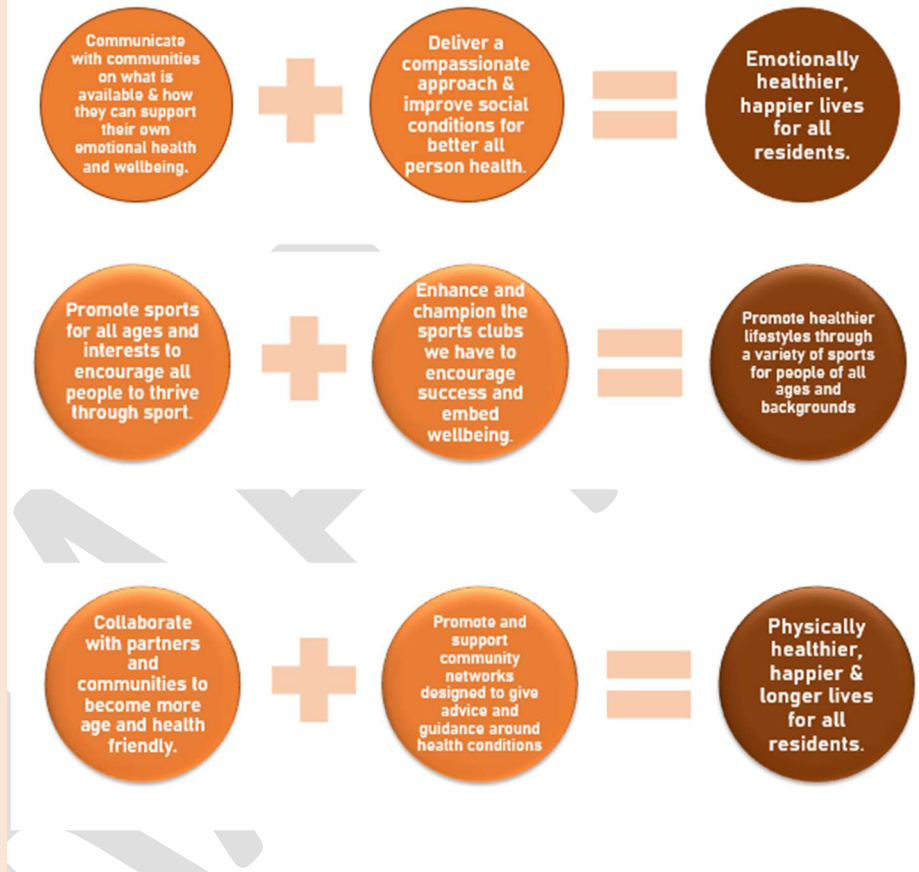 Communicate
with communities
on what is
available & how
they can support
their own
emotional health
and wellbeing.
Deliver a
compassionate
approach &
improve social
conditions for
better all
person health.
Emotionally
healthier,
happier lives
for all
residents.
Promote sports
for all ages and
interests to
encourage all
people to thrive
through sport.
Enhance and
champion the
sports clubs
we have to
encourage
success and
embed
wellbeing.
Promote healthier
lifestyles through
a variety of sports
for people of all
ages and
backgrounds
Collaborate
with partners
and
communities to
become more
age and health
friendly.
Promote and
support
community
networks
designed to give
advice and
guidance around
health conditions
Physically
healthier,
happier &
longer lives
for all
residents.